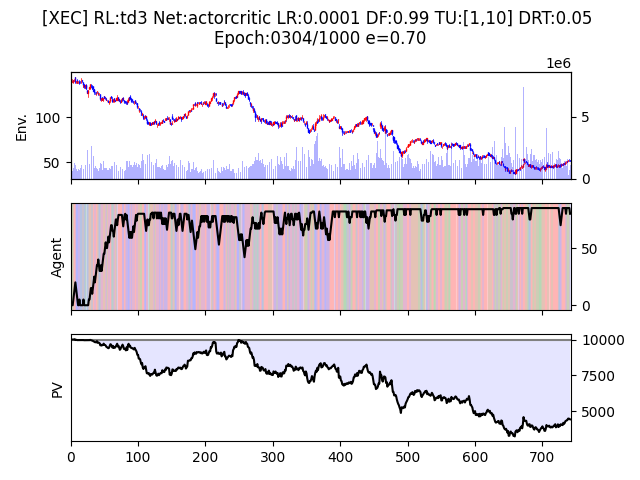 [XEC] RL:td3 Net:actorcritic LR:0.0001 DF:0.99 TU:[1,10] DRT:0.05
Epoch:0304/1000 e=0.70
1e6
Env.
100
50
5
0
Agent
50
0
PV
10000
7500
5000
0 100 200 300 400 500 600 700